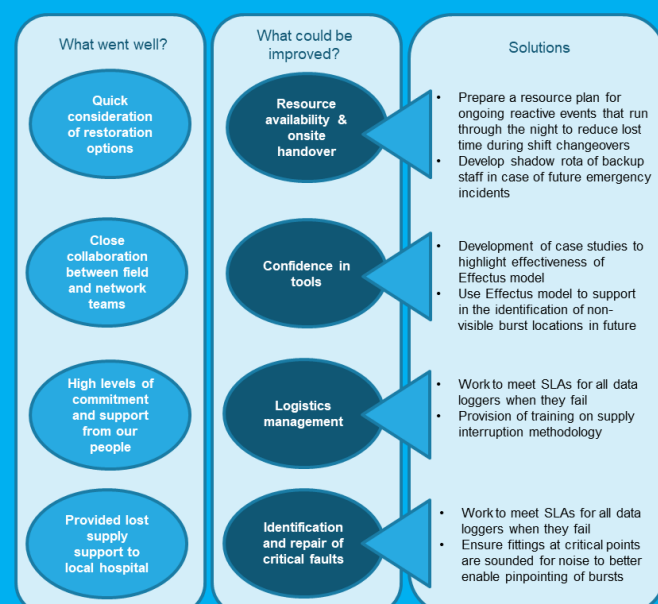 What went well?
Quick
consideration
of restoration
options
Close
collaboration
between field
and network
teams
High levels of
commitment
and support
from our
people
Provided lost
supply
support to
local hospital
What could be
improved?
Resource
availability &
onsite
handover
Confidence in
tools
Logistics
management
Identification
and repair of
critical faults
Solutions
• Prepare a resource plan for
ongoing reactive events that run
through the night to reduce lost
time during shift changeovers
• Develop shadow rota of backup
staff in case of future emergency
incidents
• Development of case studies to
highlight effectiveness of
Effectus model
• Use Effectus model to support
in the identification of non-
visible burst locations in future
• Work to meet SLAs for all data
loggers when they fail
• Provision of training on supply
interruption methodology
• Work to meet SLAs for all data
loggers when they fail
• Ensure fittings at critical points
are sounded for noise to better
enable pinpointing of bursts